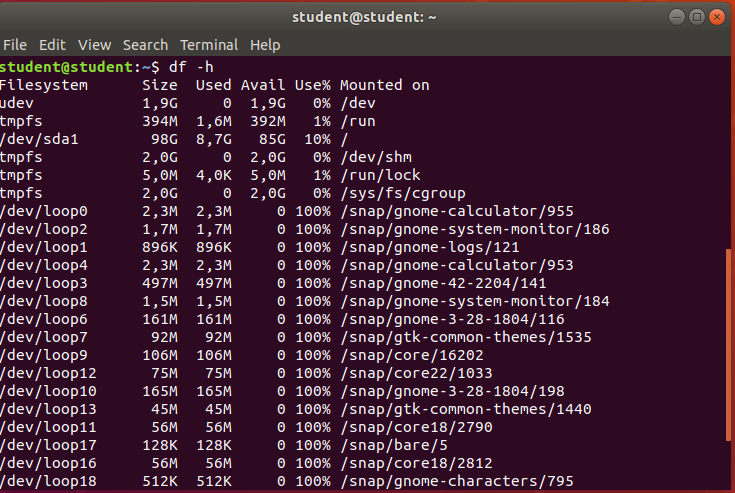 student@student: ~
File Edit View Search Terminal Help
student@student:~$ df -h
Filesystem Size Used Avail Use% Mounted on
udev 1,9G 0 1,9G 0% /dev
tmpfs 394M 1,6M 392M 1% /run
/dev/sda1 98G 8,7G 85G 10% /
tmpfs 2,0G 0 2,0G 0% /dev/shm
tmpfs 5,0M 4,0K 5,0M 1% /run/lock
tmpfs 2,0G 0 2,0G 0% /sys/fs/cgroup
/dev/loop0 2,3M 2,3M 0 100% /snap/gnome-calculator/955
/dev/loop2 1,7M 1,7M 0 100% /snap/gnome-system-monitor/186
/dev/loop1 896K 896K 0 100% /snap/gnome-logs/121
/dev/loop4 2,3M 2,3M 0 100% /snap/gnome-calculator/953
/dev/loop3 497M 497M 0 100% /snap/gnome-42-2204/141
/dev/loop8 1,5M 1,5M 0 100% /snap/gnome-system-monitor/184
/dev/loop6 161M 161M 0 100% /snap/gnome-3-28-1804/116
/dev/loop7 92M 92M 0 100% /snap/gtk-common-themes/1535
/dev/loop9 106M 106M 0 100% /snap/core/16202
/dev/loop12 75M 75M 0 100% /snap/core22/1033
/dev/loop10 165M 165M 0 100% /snap/gnome-3-28-1804/198
/dev/loop13 45M 45M 0 100% /snap/gtk-common-themes/1440
/dev/loop11 56M 56M 0 100% /snap/core18/2790
/dev/loop17 128K 128K 0 100% /snap/bare/5
/dev/loop16 56M 56M 0 100% /snap/core18/2812
/dev/loop18 512K 512K 0 100% /snap/gnome-characters/795